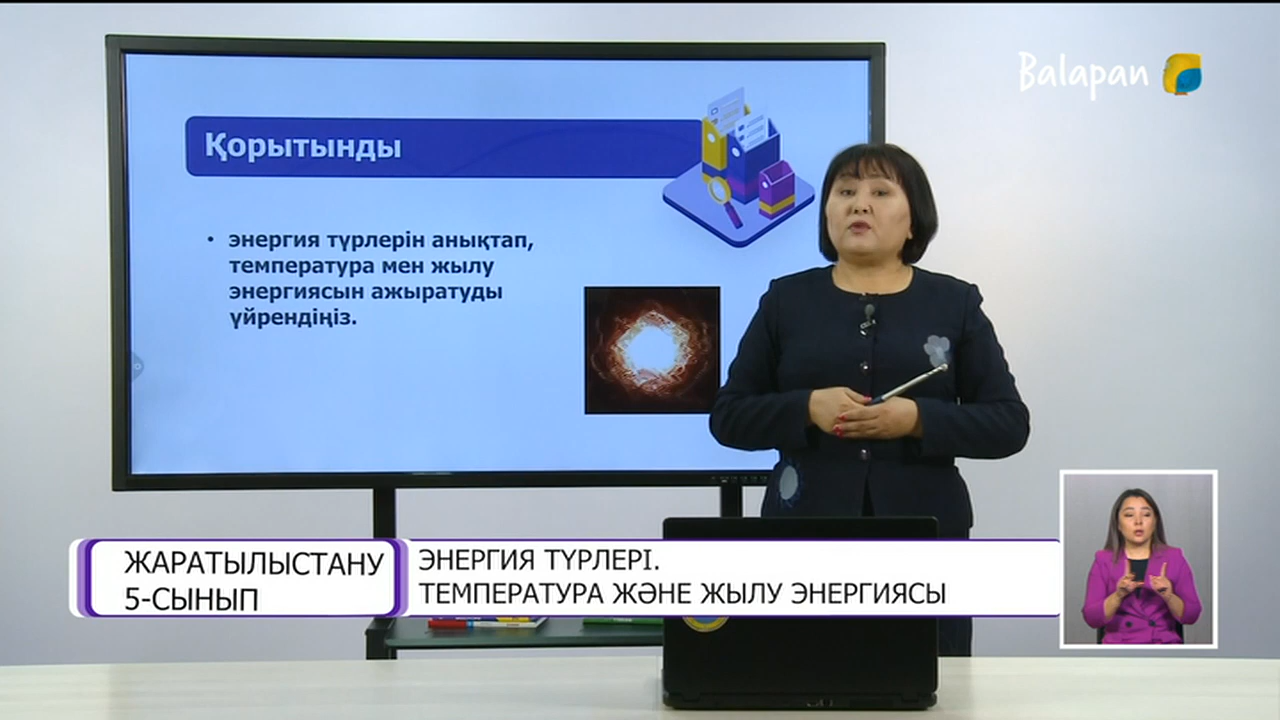 Balapan
Қорытынды
• энергия түрлерін анықтап,
температура мен жылу
энергиясын ажыратуды
үйрендіңіз.
ЖАРАТЫЛЫСТАНУ
5-СЫНЫП
ЭНЕРГИЯ ТҮРЛЕРІ.
ТЕМПЕРАТУРА ЖӘНЕ ЖЫЛУ ЭНЕРГИЯСЫ